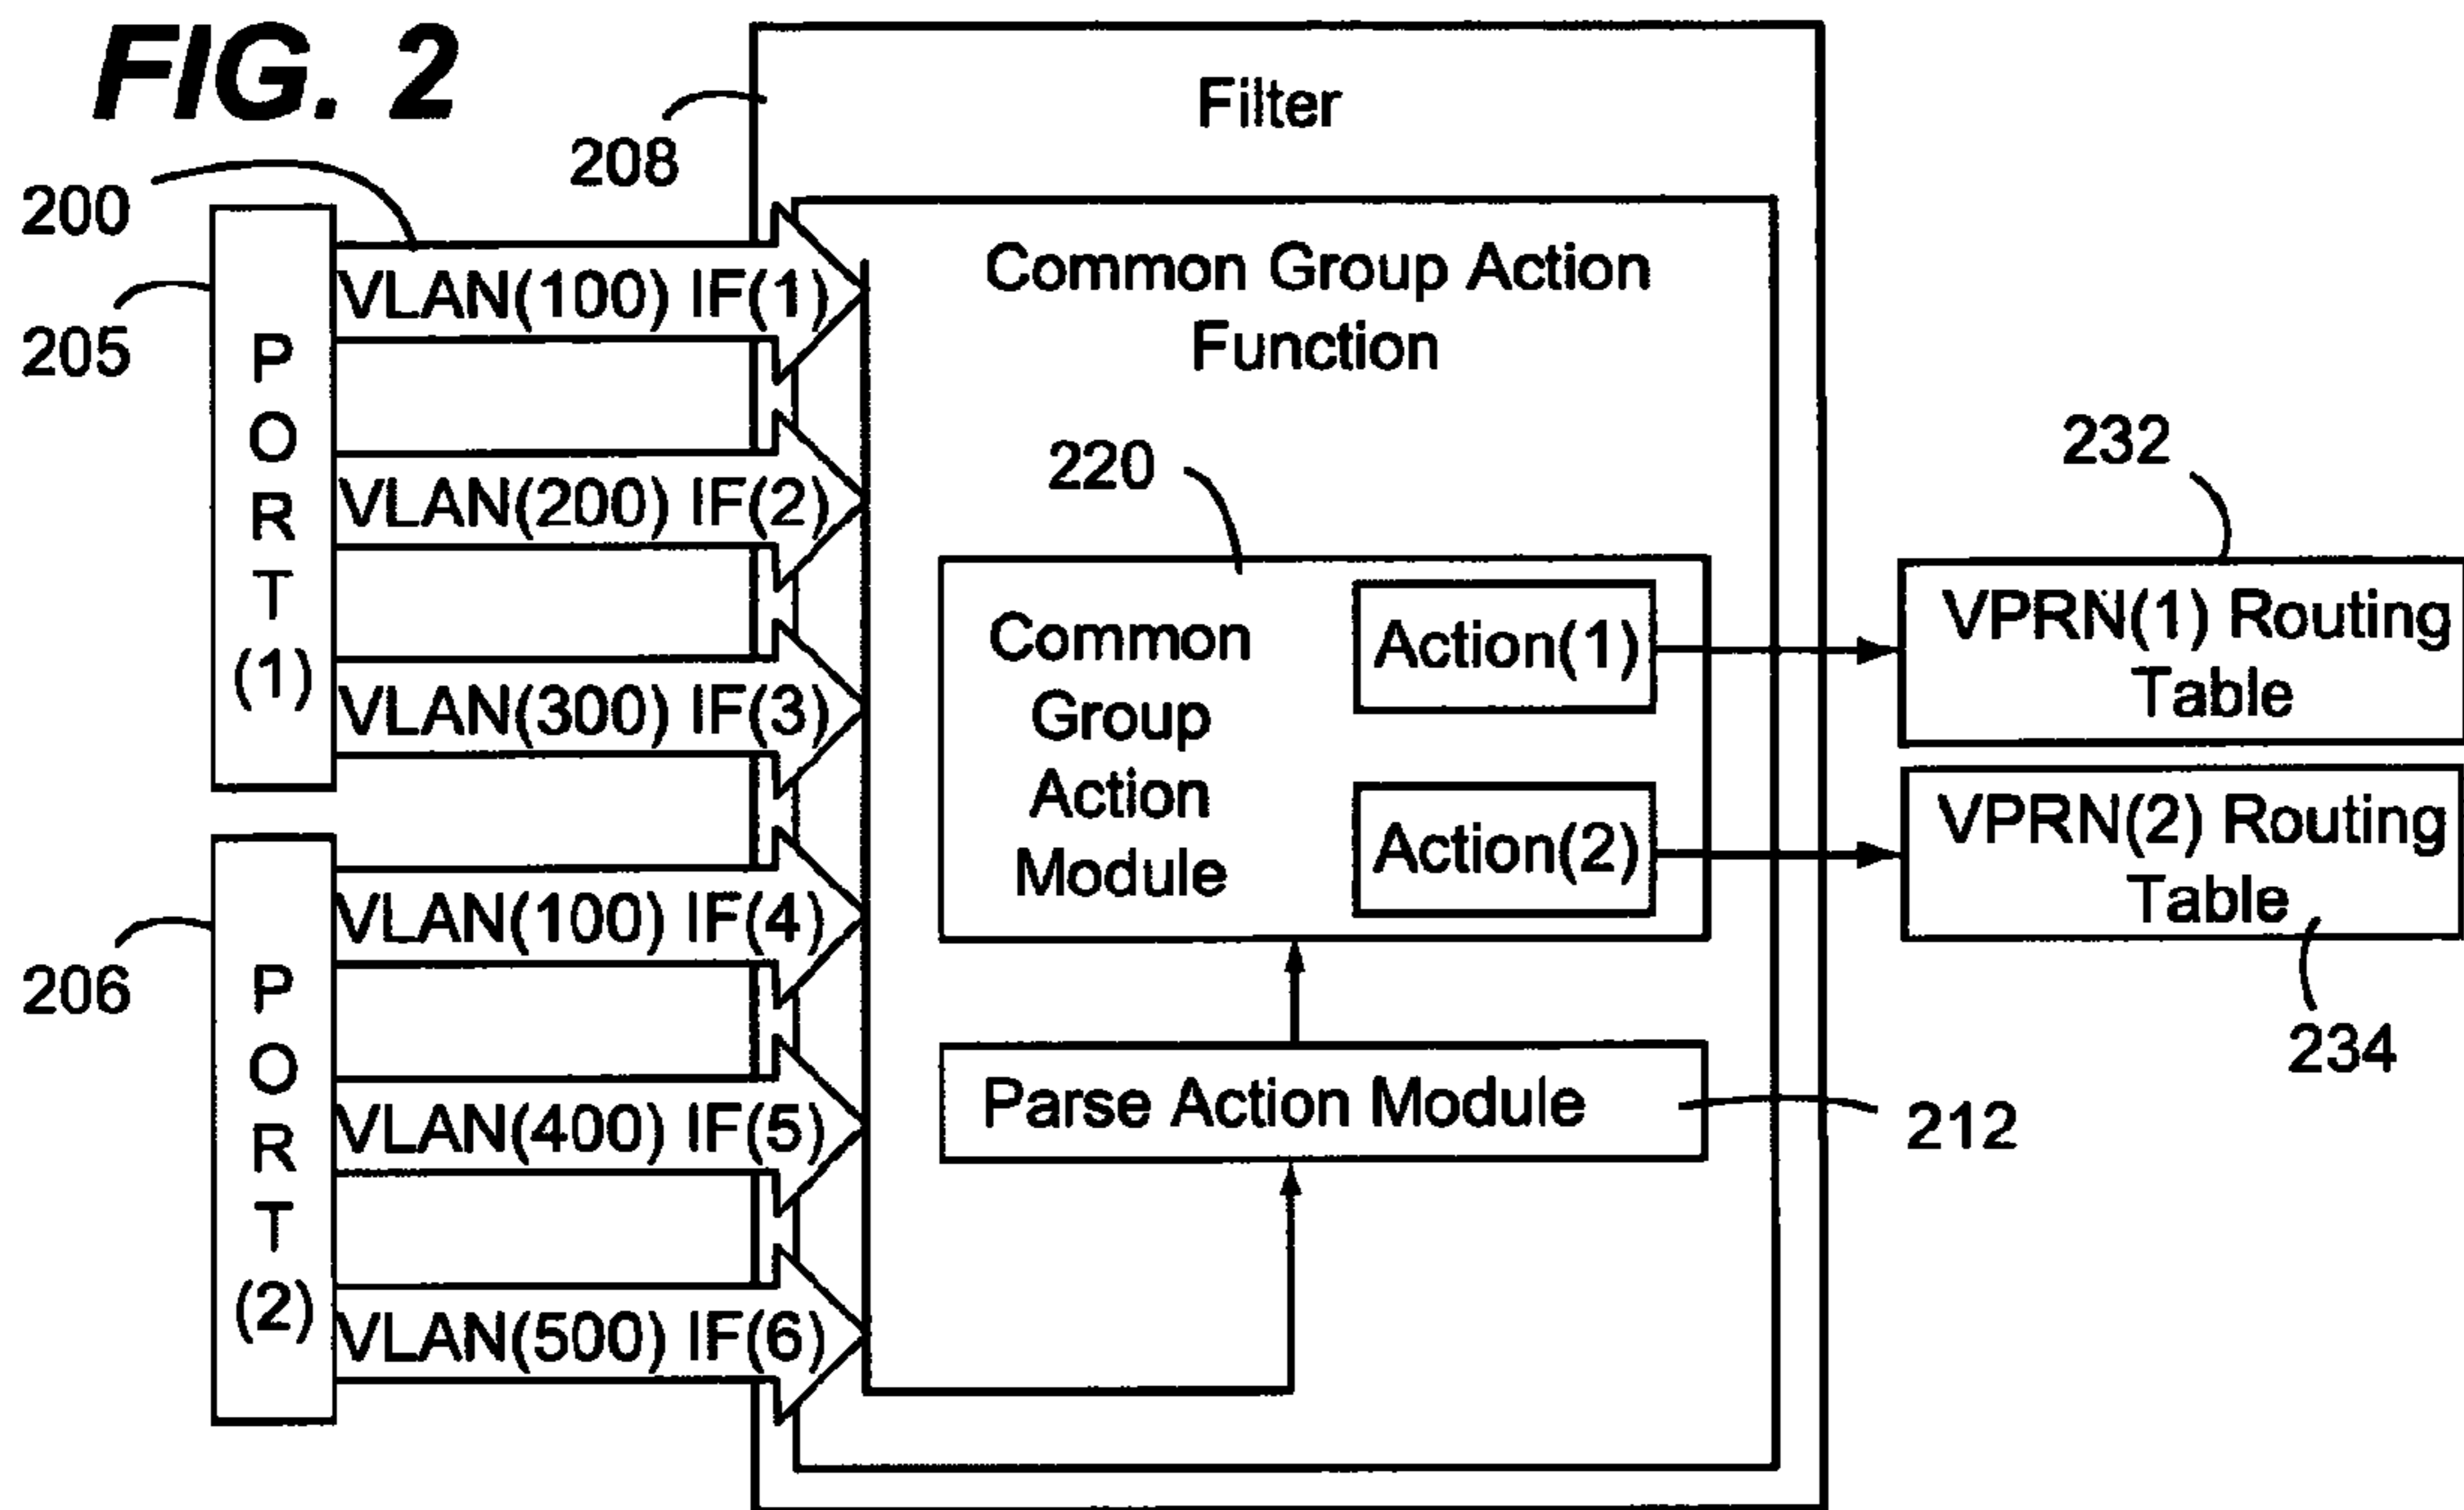 FIG. 2
Filter
208
200
205
PORT
(1)
VLAN(100) IF(1)
VLAN(200) IF(2)
VLAN(300) IF(3)
206
PORT
(2)
VLAN(100) IF(4)
VLAN(400) IF(5)
VLAN(500) IF(6)
Common Group Action
Function
220
Common
Group
Action
Module
Action(1)
Action(2)
Parse Action Module
212
232
VPRN(1) Routing
Table
VPRN(2) Routing
Table
234